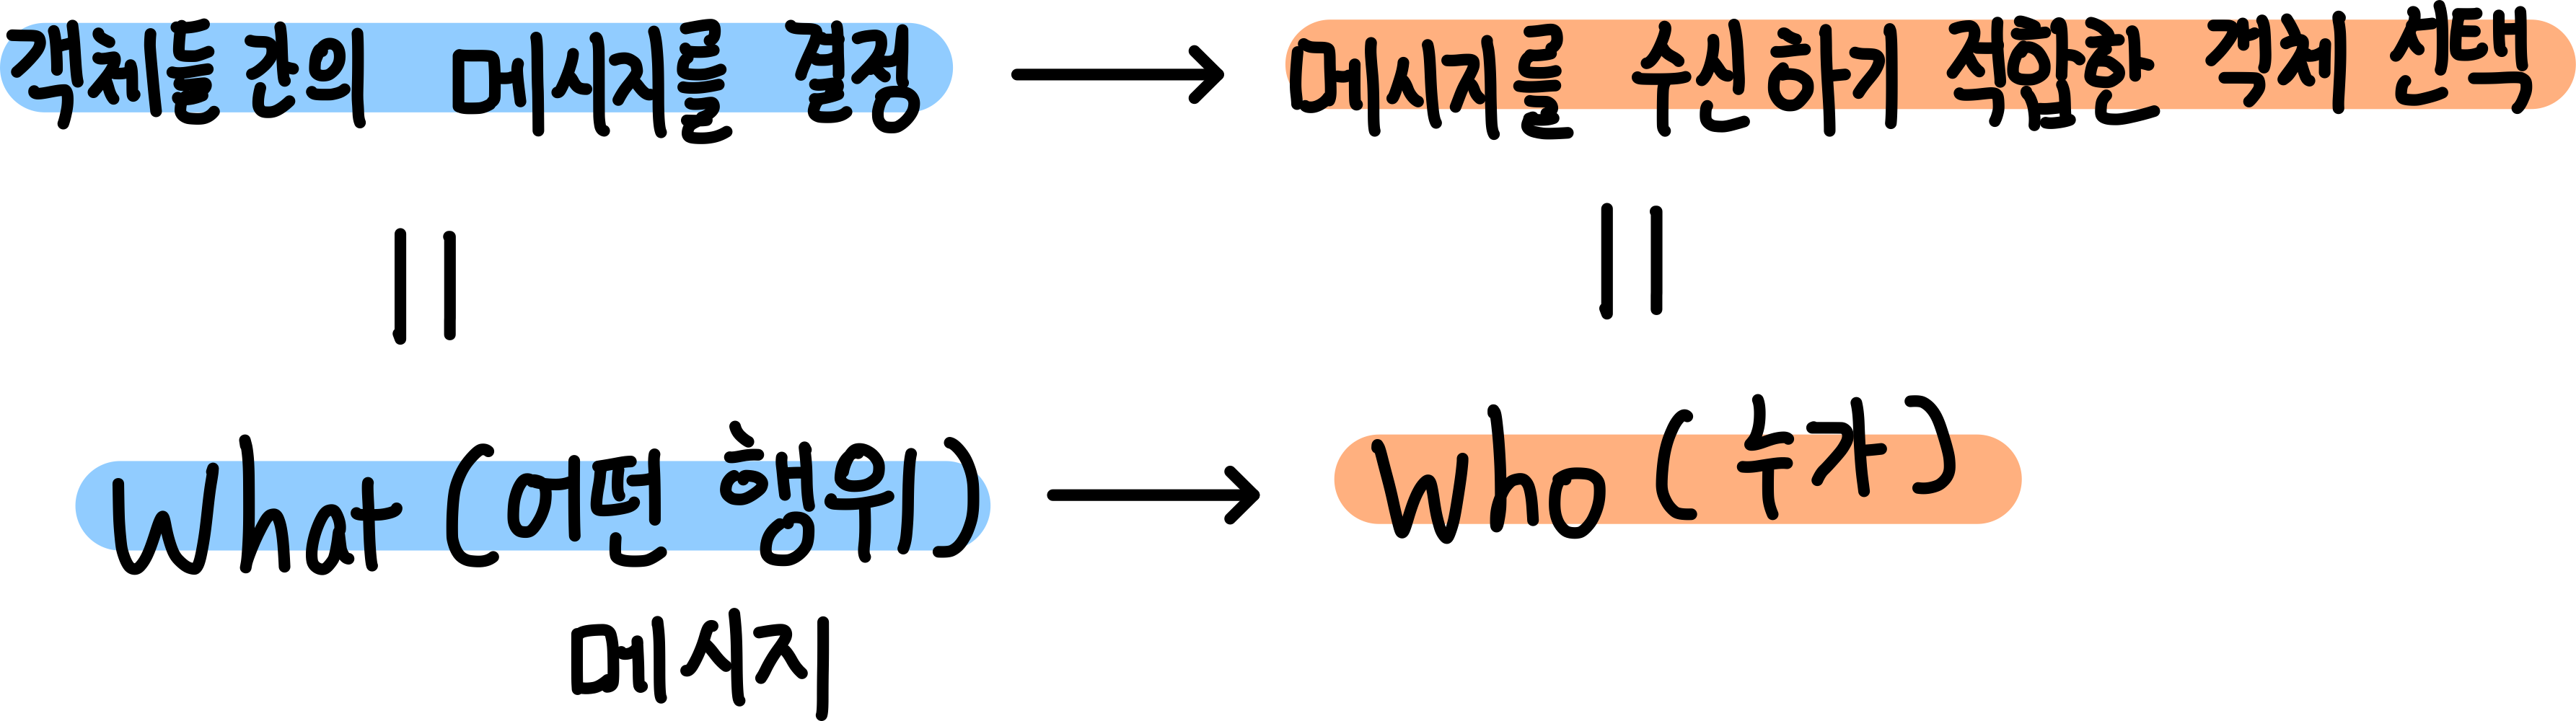 객체들 간의 메시지를 결정 → 메시지를 수신하기 적합한 객체 선택
What (어떤 행위) → Who (누가)
메시지